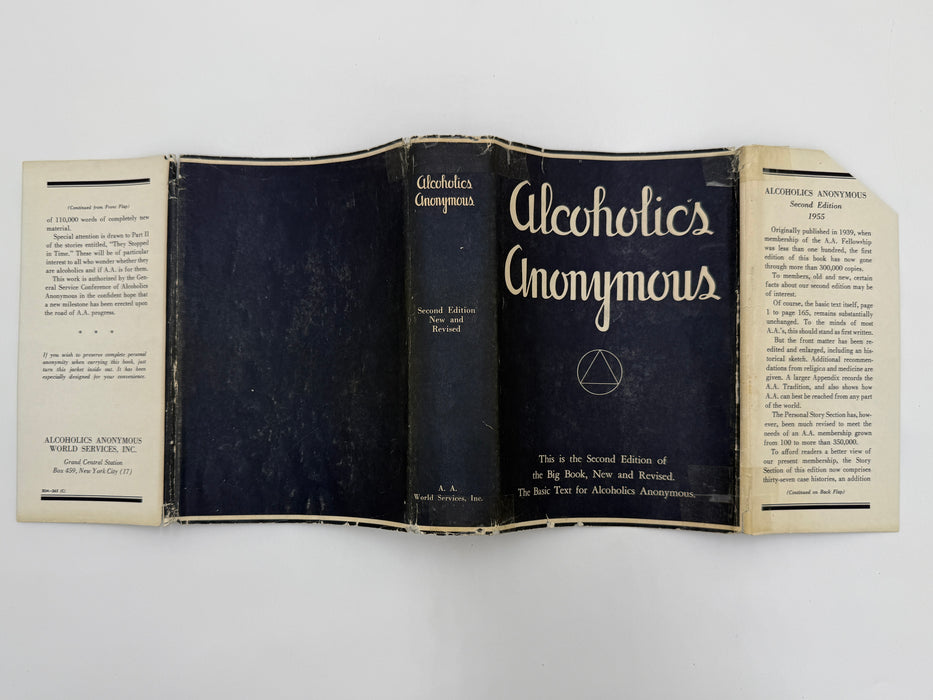 (Continued from Front Flap)
of 110,000 words of completely new
material.
Special attention is drawn to Part II
of the stories entitled, "They Stopped
in Time." These will be of particular
interest to all who wonder whether they
are alcoholics and if A.A. is for them.
This work is authorized by the Gen-
eral Service Conference of Alcoholics
Anonymous in the confident hope that
a new milestone has been erected upon
the road of A.A. progress.
* * *
If you wish to preserve complete personal
anonymity when carrying this book, just
turn this jacket inside out. It has been
especially designed for your convenience.
ALCOHOLICS ANONYMOUS
WORLD SERVICES, INC.
Grand Central Station
Box 459, New York City (17)
Alcoholics
Anonymous
Second Edition
New and
Revised
A. A.
World Services, Inc.
Alcoholics
Anonymous
This is the Second Edition of
the Big Book, New and Revised.
The Basic Text for Alcoholics Anonymous.
ALCOHOLICS ANONYMOUS
Second Edition
1955
Originally published in 1939, when
membership of the A.A. Fellowship
was less than one hundred, the first
edition of this book has now gone
through more than 300,000 copies.
To members, old and new, certain
facts about our second edition may be
of interest.
Of course, the basic text itself, page
1 to page 165, remains substantially
unchanged. To the minds of most
A.A.'s, this should stand as first written.
But the front matter has been re-
edited and enlarged, including an his-
torical sketch. Additional recommen-
dations from religion and medicine are
given. A larger Appendix records the
A.A. Tradition, and also shows how
A.A. can best be reached from any part
of the world.
The Personal Story Section has, how-
ever, been much revised to meet the
needs of an A.A. membership grown
from 100 to more than 350,000.
To afford readers a better view of
our present membership, the Story
Section of this edition now comprises
thirty-seven case histories, an addition
(Continued on Back Flap)